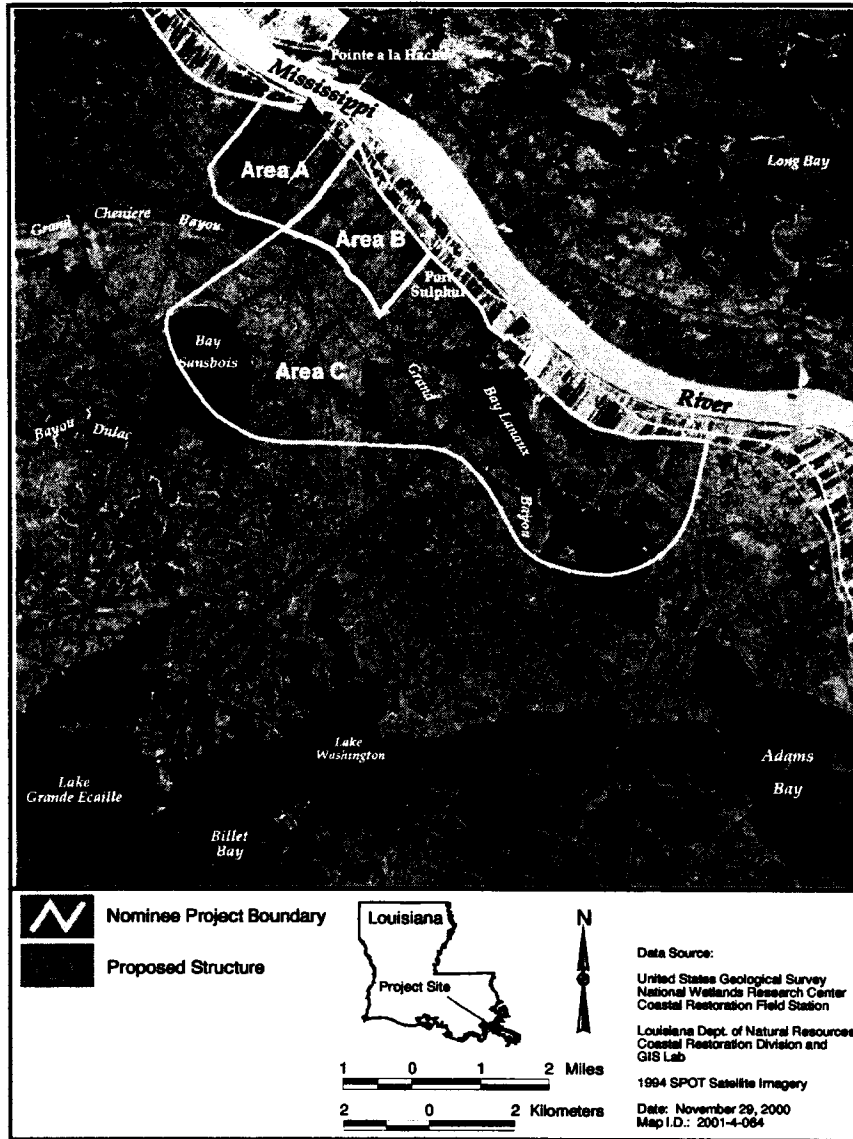 Pointe a la Hache
Mississippi
Long Bay
Area A
Grand Cheniere Bayou
Area B
Port
Sulphur
Bay
Sansbois
Area C
Grand
Bay Lanaux
River
Bayou Dulac
Bayou
Lake
Washington
Adams
Bay
Lake
Grande Ecaille
Billet
Bay
Nominee Project Boundary
Proposed Structure
Louisiana
Project Site
N
1 0 1 2 Miles
2 0 2 Kilometers
Data Source:
United States Geological Survey
National Wetlands Research Center
Coastal Restoration Field Station
Louisiana Dept. of Natural Resources
Coastal Restoration Division and
GIS Lab
1994 SPOT Satellite Imagery
Date: November 29, 2000
Map I.D.: 2001-4-064